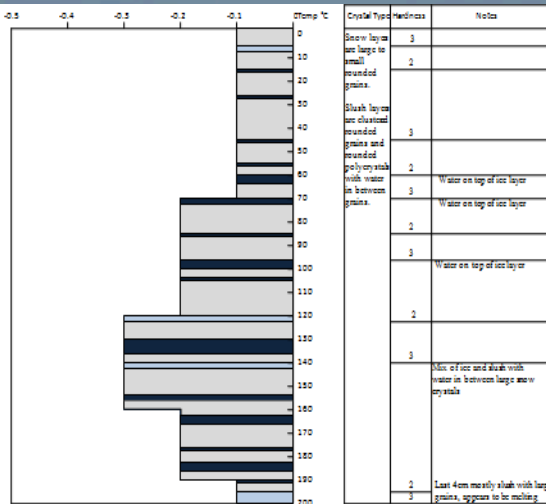 -0.5 -0.4 -0.3 -0.2 -0.1 0 Temp °C Crystal Type Hardness Notes
0
10
20
30
40
50
60
70
80
90
100
110
120
130
140
150
160
170
180
190
200
Snow layers
are large to
small
rounded
grains.
Slush layers
are clustered
rounded
grains and
rounded
polycrystals
with water
in between
grains.
3
2
3
2
3
2
3
2
3
2
3
Water on top of ice layer
Water on top of ice layer
Water on top of ice layer
Mix of ice and slush with
water in between large snow
crystals
Last 4cm mostly slush with larg
grains, appears to be melting